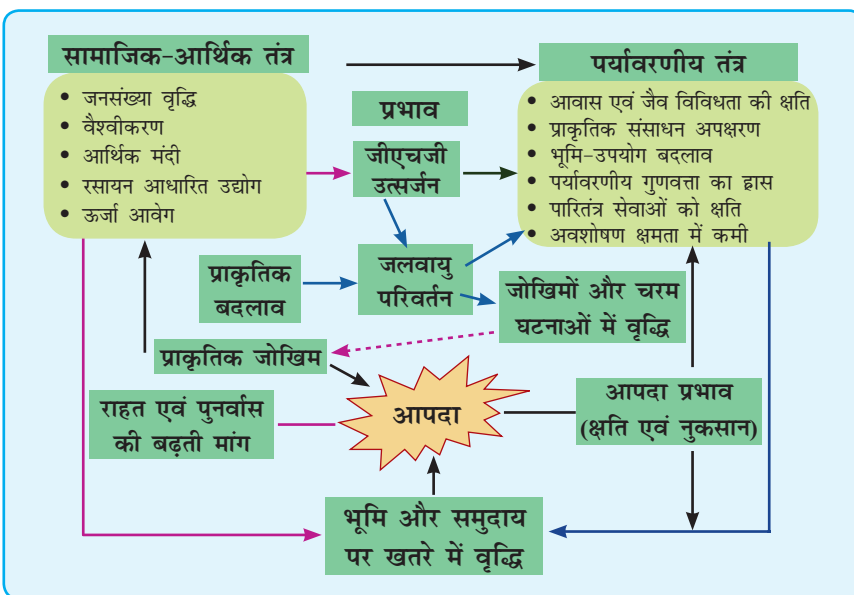 सामाजिक-आर्थिक तंत्र
• जनसंख्या वृद्धि
• वैश्वीकरण
• आर्थिक मंदी
• रसायन आधारित उद्योग
• ऊर्जा आवेग
प्रभाव
जीएचजी
उत्सर्जन
पर्यावरणीय तंत्र
• आवास एवं जैव विविधता की क्षति
• प्राकृतिक संसाधन अपक्षरण
• भूमि-उपयोग बदलाव
• पर्यावरणीय गुणवत्ता का ह्रास
• पारितंत्र सेवाओं को क्षति
• अवशोषण क्षमता में कमी
प्राकृतिक
बदलाव
जलवायु
परिवर्तन
जोखिमों और चरम
घटनाओं में वृद्धि
प्राकृतिक जोखिम
राहत एवं पुनर्वास
की बढ़ती मांग
आपदा
आपदा प्रभाव
(क्षति एवं नुकसान)
भूमि और समुदाय
पर खतरे में वृद्धि